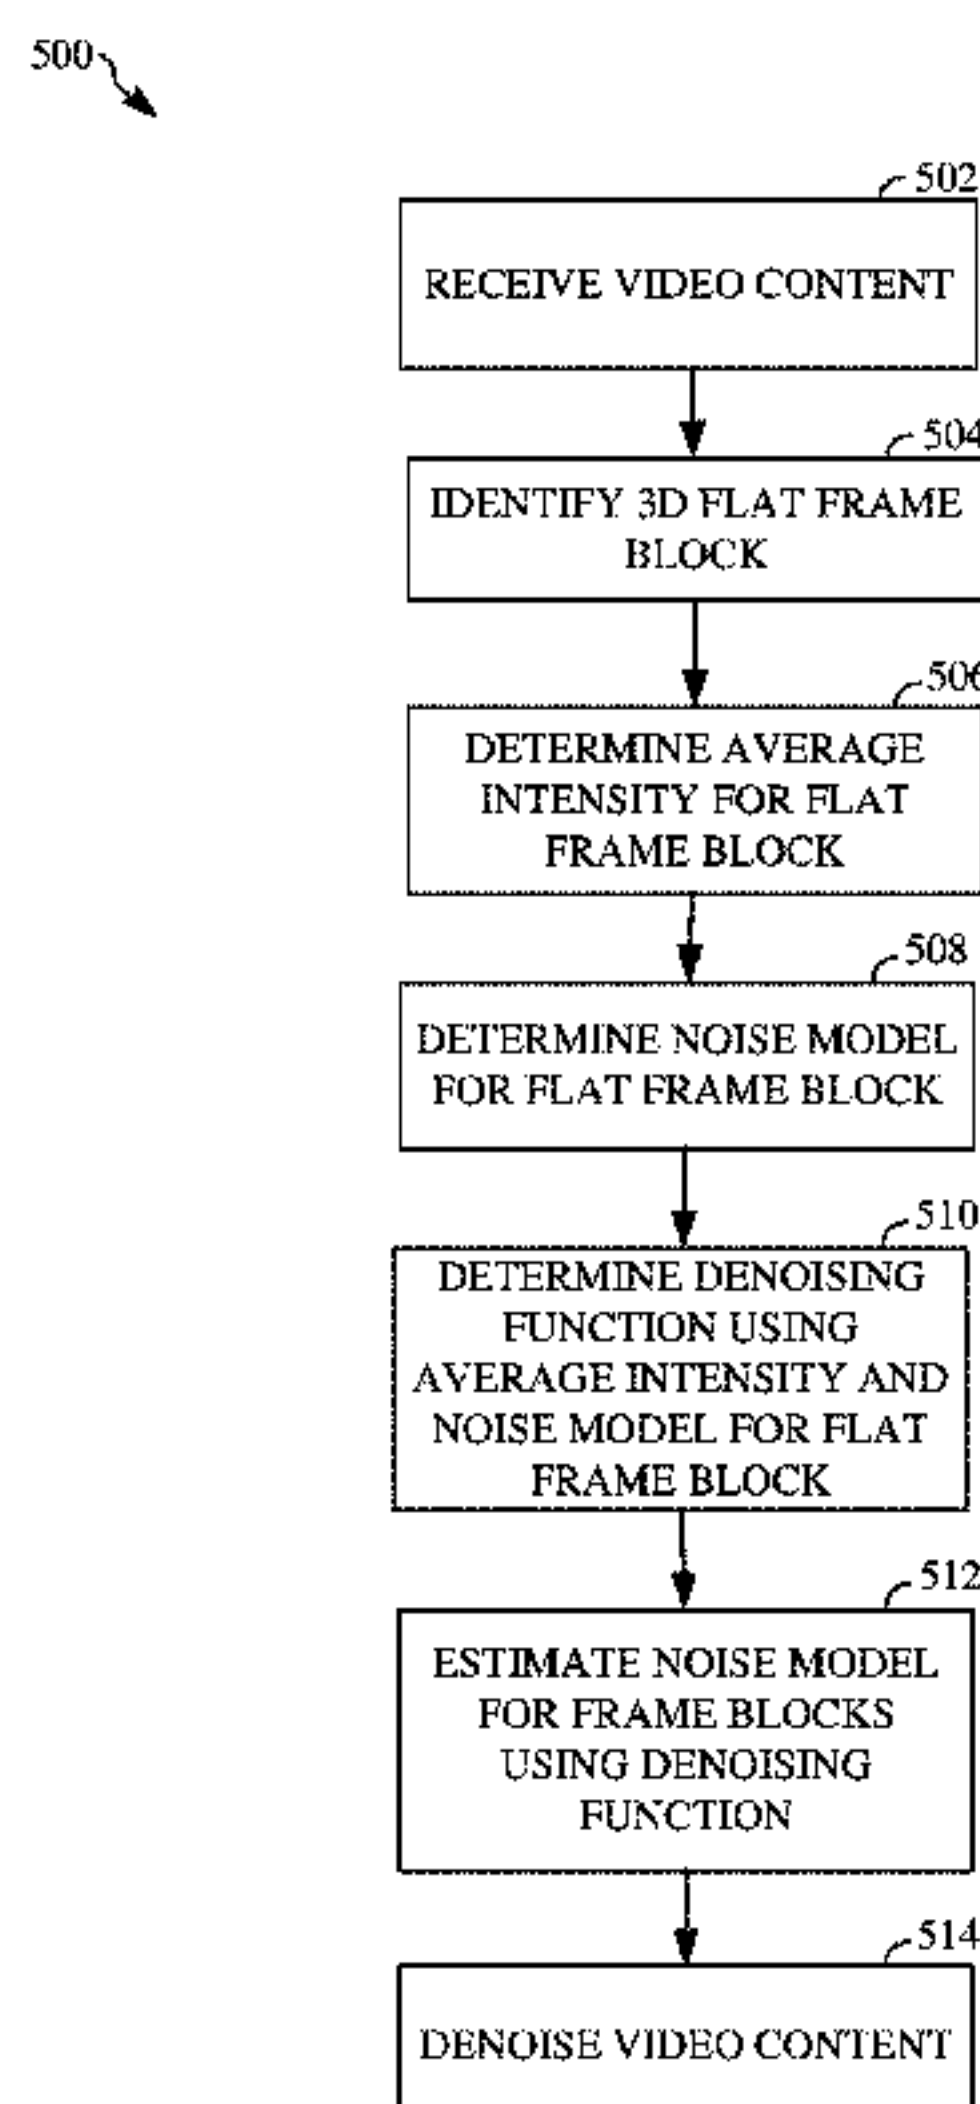 500
502
RECEIVE VIDEO CONTENT
504
IDENTIFY 3D FLAT FRAME
BLOCK
506
DETERMINE AVERAGE
INTENSITY FOR FLAT
FRAME BLOCK
508
DETERMINE NOISE MODEL
FOR FLAT FRAME BLOCK
510
DETERMINE DENOISING
FUNCTION USING
AVERAGE INTENSITY AND
NOISE MODEL FOR FLAT
FRAME BLOCK
512
ESTIMATE NOISE MODEL
FOR FRAME BLOCKS
USING DENOISING
FUNCTION
514
DENOISE VIDEO CONTENT